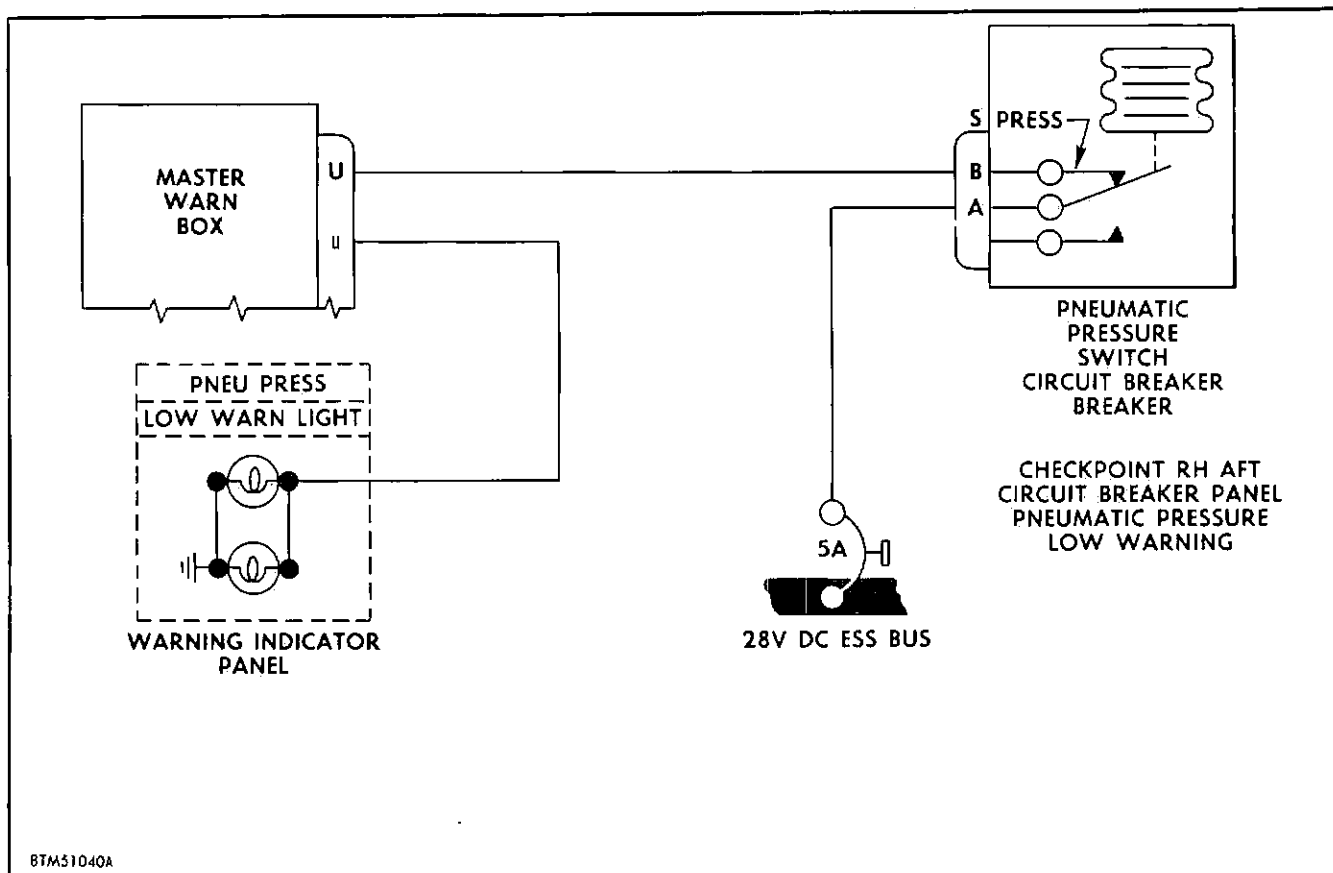 MASTER
WARN
BOX
U
u
S PRESS
B
A
PNEUMATIC
PRESSURE
SWITCH
CIRCUIT BREAKER
BREAKER
CHECKPOINT RH AFT
CIRCUIT BREAKER PANEL
PNEUMATIC PRESSURE
LOW WARNING
PNEU PRESS
LOW WARN LIGHT
WARNING INDICATOR
PANEL
5A
28V DC ESS BUS
BTM51040A